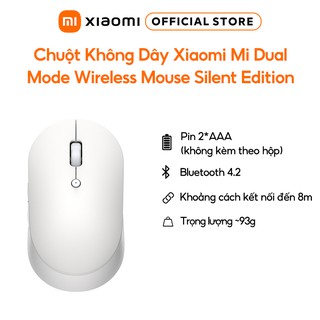 xiaomi OFFICIAL STORE
Chuột Không Dây Xiaomi Mi Dual
Mode Wireless Mouse Silent Edition
Pin 2*AAA
(không kèm theo hộp)
Bluetooth 4.2
Khoảng cách kết nối đến 8m
Trọng lượng ~93g